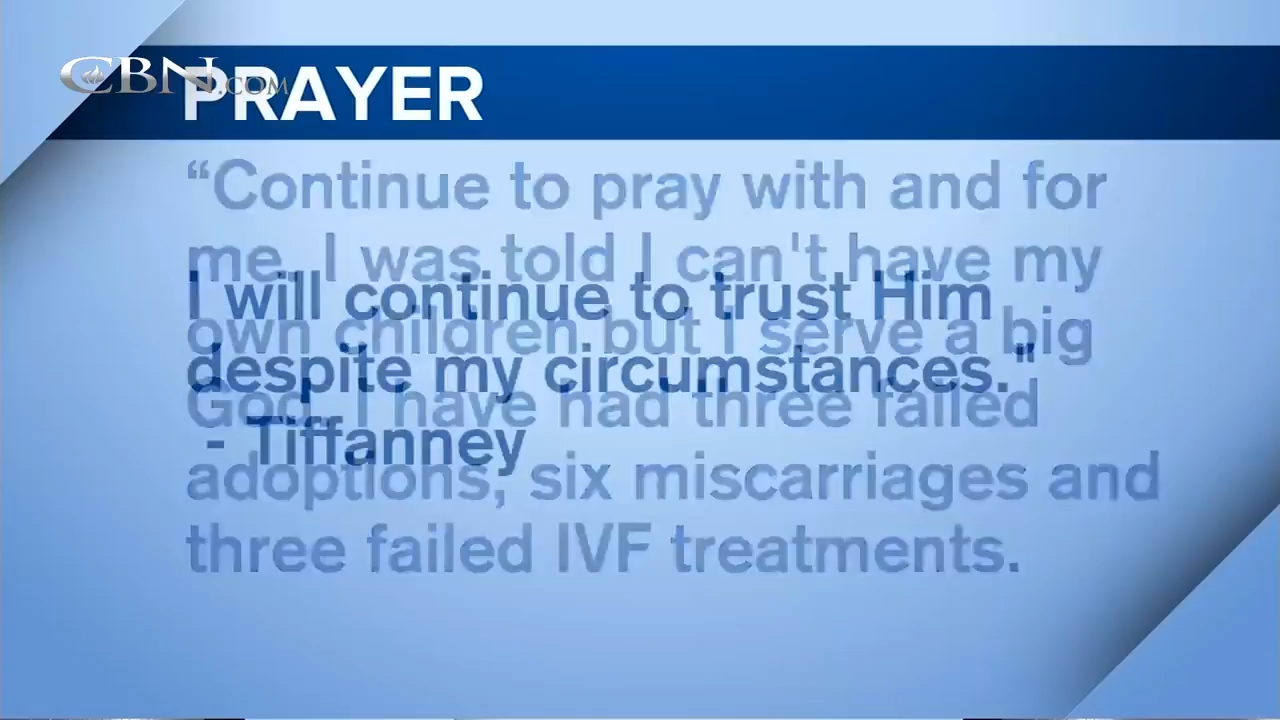 CBN.COM
PRAYER
“Continue to pray with and for
me. I was told I can't have my
own children but I serve a big
God. I have had three failed
adoptions, six miscarriages and
three failed IVF treatments.
I will continue to trust Him
despite my circumstances."
- Tiffanney